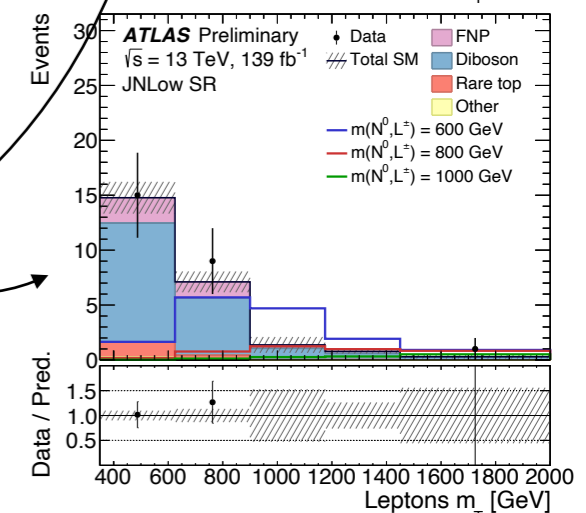 Events
30
25
20
15
10
5
0
ATLAS Preliminary
√s = 13 TeV, 139 fb⁻¹
JNLow SR
Data
Total SM
FNP
Diboson
Rare top
Other
m(N⁰,L±) = 600 GeV
m(N⁰,L±) = 800 GeV
m(N⁰,L±) = 1000 GeV
Data / Pred.
1.5
1.0
0.5
400 600 800 1000 1200 1400 1600 1800 2000
Leptons m_T [GeV]